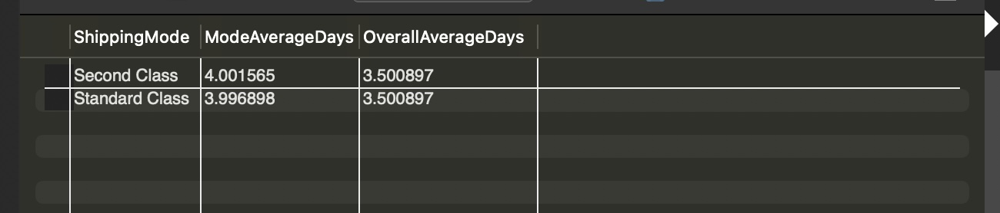 ShippingMode ModeAverageDays OverallAverageDays
Second Class 4.001565 3.500897
Standard Class 3.996898 3.500897